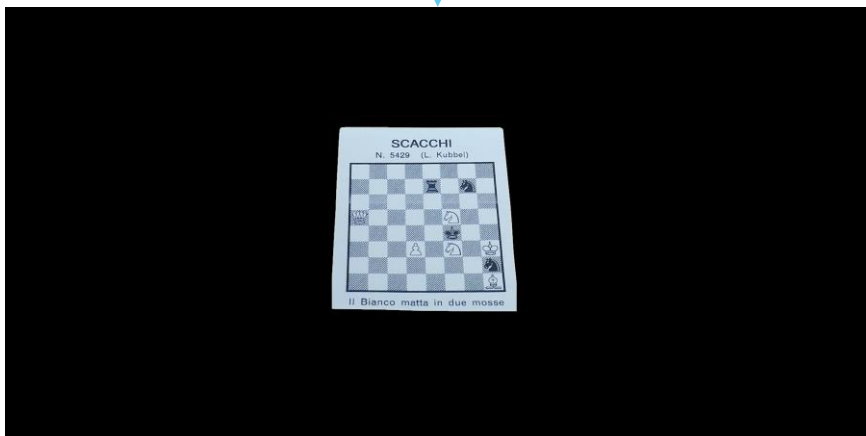 SCACCHI
N. 5429 (L. Kubbel)
Il Bianco matta in due mosse